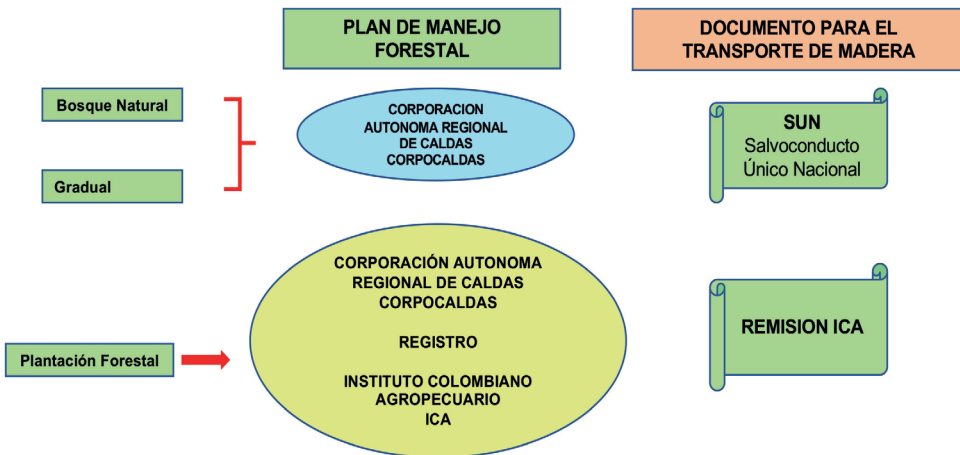 PLAN DE MANEJO
FORESTAL
DOCUMENTO PARA EL
TRANSPORTE DE MADERA
Bosque Natural
Gradual
CORPORACION
AUTONOMA REGIONAL
DE CALDAS
CORPOCALDAS
SUN
Salvoconducto
Único Nacional
Plantación Forestal
CORPORACIÓN AUTONOMA
REGIONAL DE CALDAS
CORPOCALDAS
REGISTRO
INSTITUTO COLOMBIANO
AGROPECUARIO
ICA
REMISION ICA